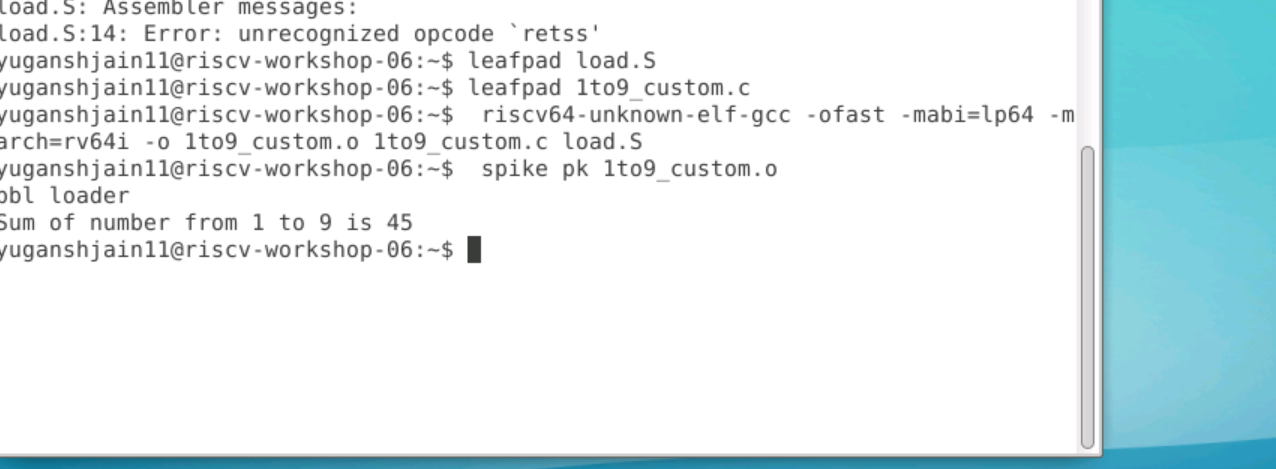 load.S: Assembler messages:
load.S:14: Error: unrecognized opcode `retss'
yuganshjain11@riscv-workshop-06:~$ leafpad load.S
yuganshjain11@riscv-workshop-06:~$ leafpad 1to9_custom.c
yuganshjain11@riscv-workshop-06:~$  riscv64-unknown-elf-gcc -ofast -mabi=lp64 -m
arch=rv64i -o 1to9_custom.o 1to9_custom.c load.S
yuganshjain11@riscv-workshop-06:~$  spike pk 1to9_custom.o
bbl loader
Sum of number from 1 to 9 is 45
yuganshjain11@riscv-workshop-06:~$